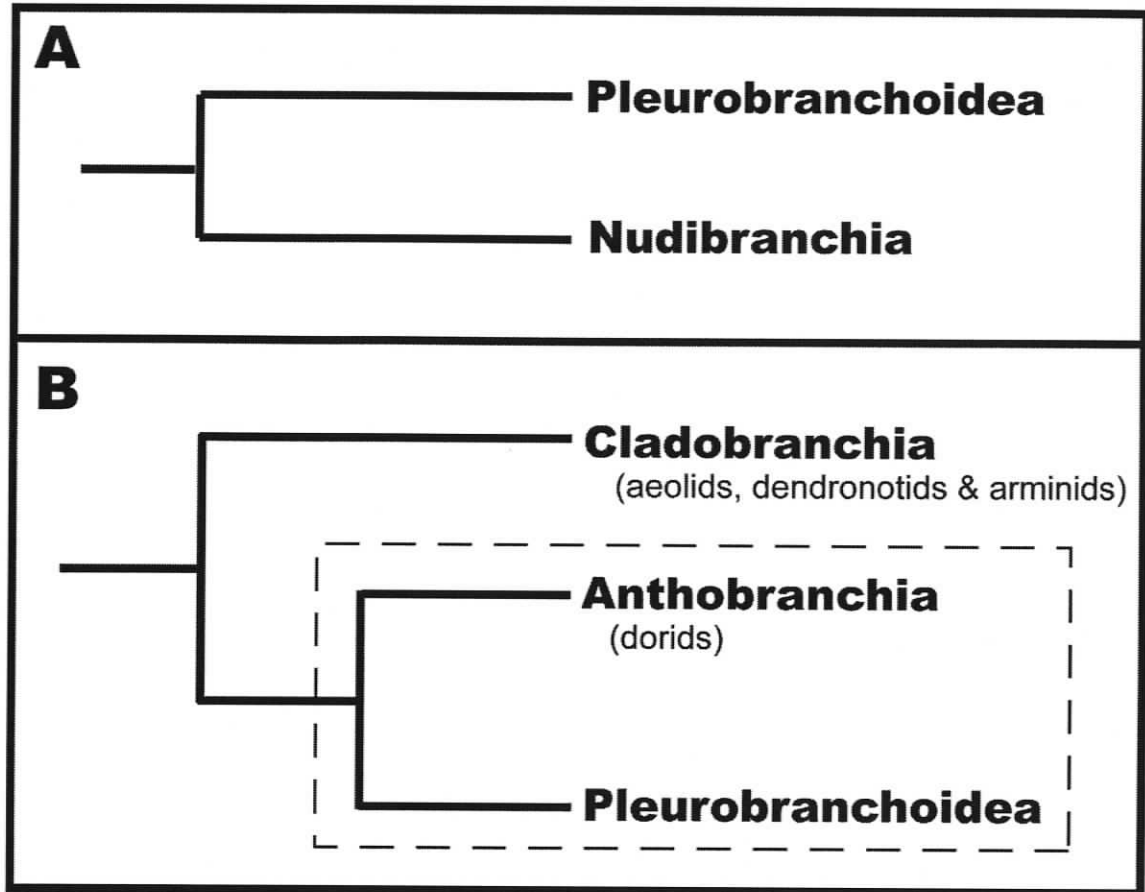 A
Pleurobranchoidea
Nudibranchia
B
Cladobranchia
(aeolids, dendronotids & arminids)
Anthobranchia
(dorids)
Pleurobranchoidea